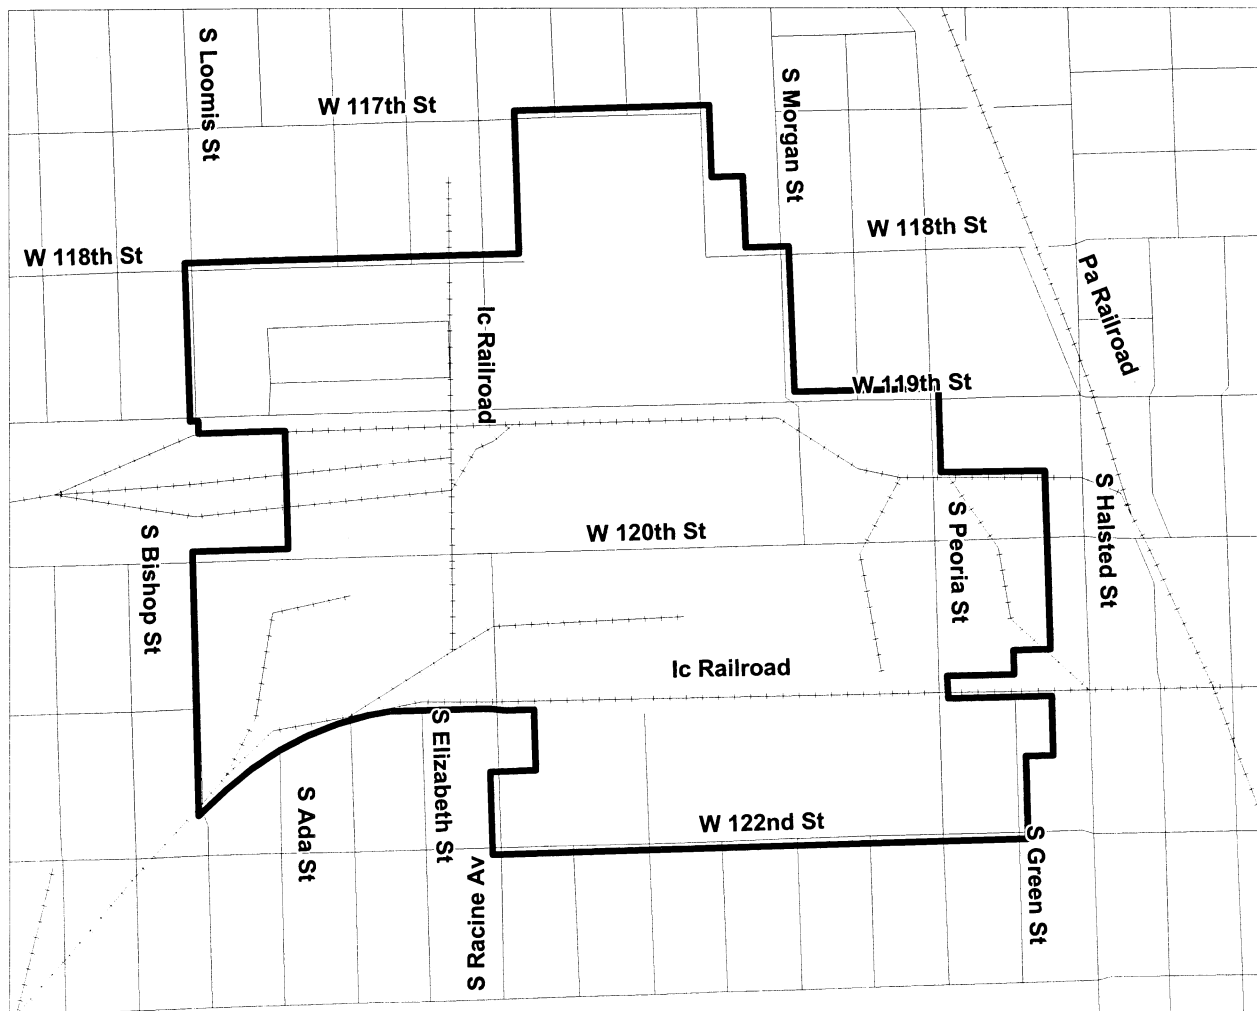 S Loomis St
W 117th St
S Morgan St
W 118th St
W 118th St
Pa Railroad
Ic Railroad
W 119th St
S Halsted St
S Peoria St
W 120th St
S Bishop St
Ic Railroad
S Elizabeth St
S Ada St
W 122nd St
S Green St
S Racine Av